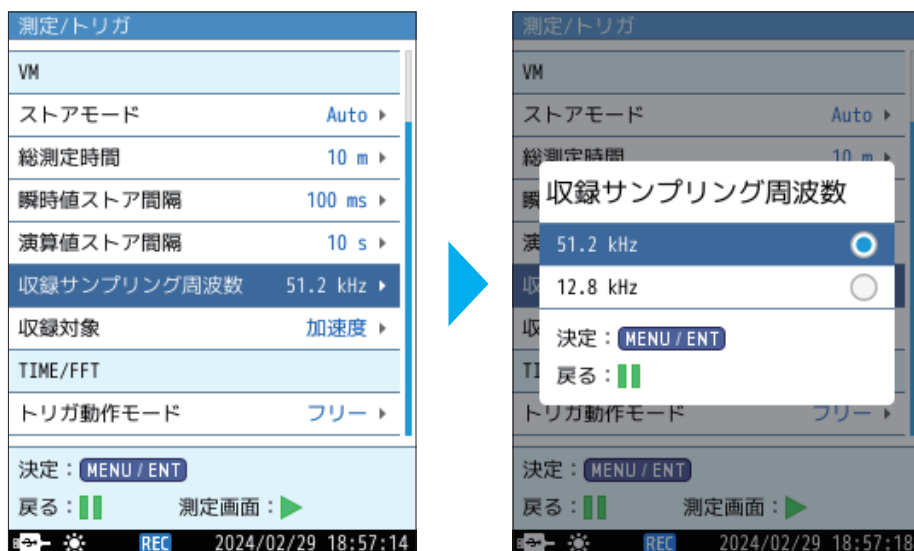 測定/トリガ
VM
ストアモード Auto
総測定時間 10 m
瞬時値ストア間隔 100 ms
演算値ストア間隔 10 s
収録サンプリング周波数 51.2 kHz
収録対象 加速度
TIME/FFT
トリガ動作モード フリー
決定：MENU / ENT
戻る： 測定画面：
REC 2024/02/29 18:57:14
測定/トリガ
VM
ストアモード Auto
総測定時間 10 m
収録サンプリング周波数
51.2 kHz
12.8 kHz
決定：MENU / ENT
戻る：
トリガ動作モード フリー
決定：MENU / ENT
戻る： 測定画面：
REC 2024/02/29 18:57:18